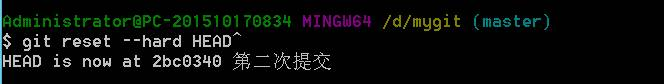 Administrator@PC-201510170834 MINGW64 /d/mygit (master)
$ git reset --hard HEAD^
HEAD is now at 2bc0340 第二次提交